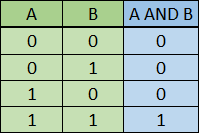 A B A AND B
0 0 0
0 1 0
1 0 0
1 1 1